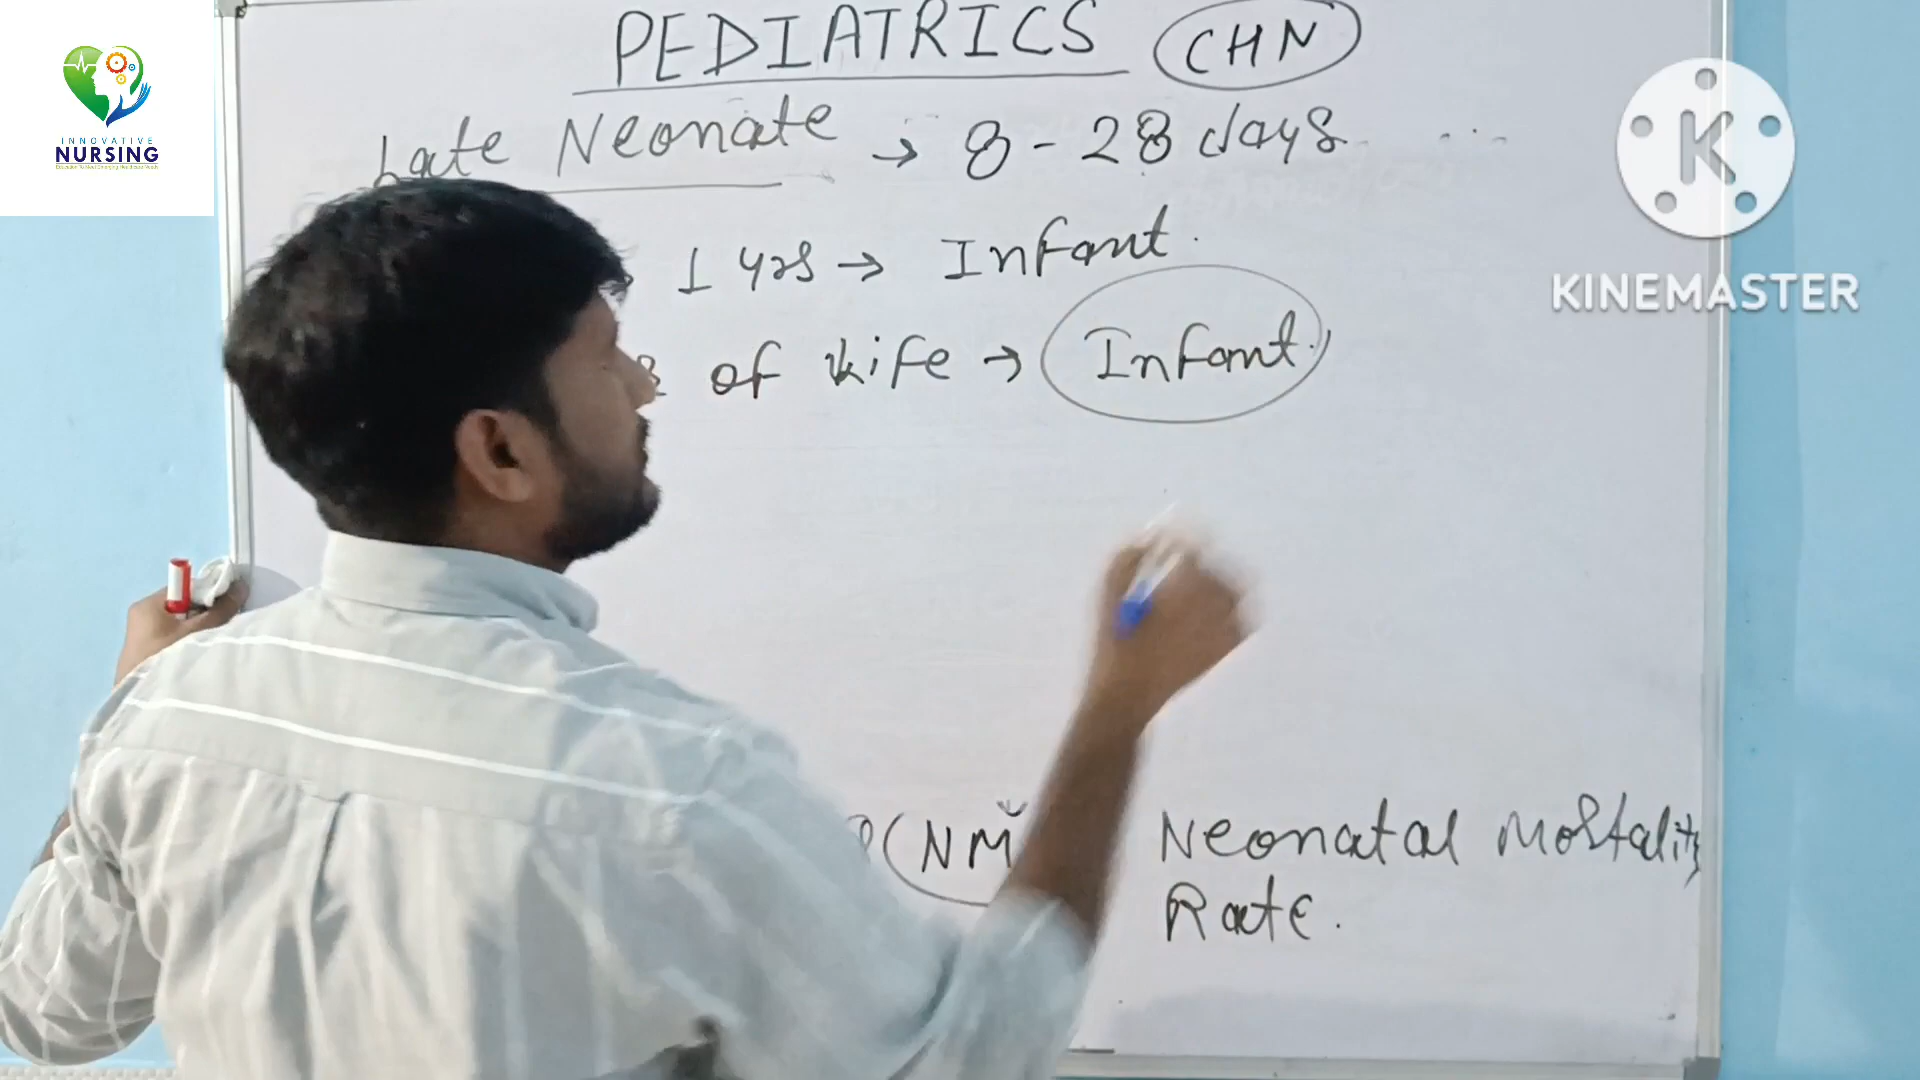 INNOVATIVE
NURSING
PEDIATRICS CHN
Late Neonate → 8 - 28 days
1 yrs → Infant.
of life → Infant.
KINEMASTER
(NM Neonatal Mortality
Rate.